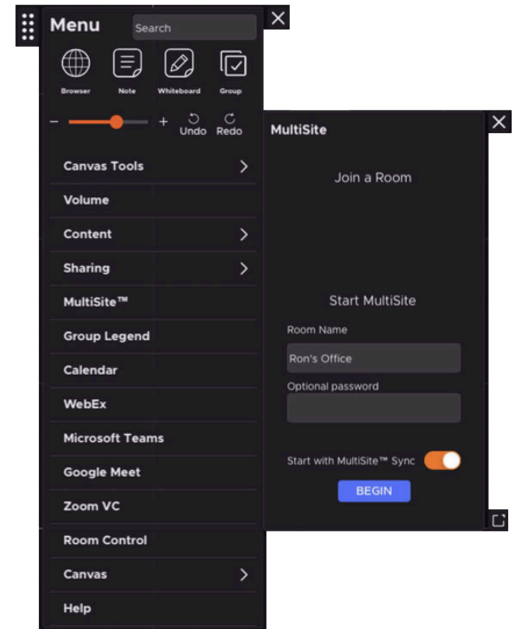 Menu
Search
Browser
Note
Whiteboard
Group
Undo
Redo
Canvas Tools
Volume
Content
Sharing
MultiSite™
Group Legend
Calendar
WebEx
Microsoft Teams
Google Meet
Zoom VC
Room Control
Canvas
Help
MultiSite
Join a Room
Start MultiSite
Room Name
Ron's Office
Optional password
Start with MultiSite™ Sync
BEGIN